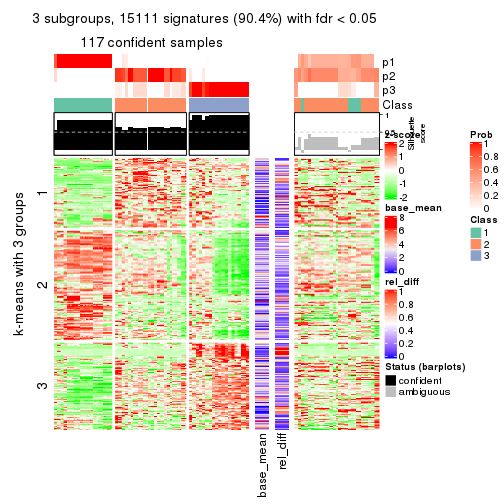 3 subgroups, 15111 signatures (90.4%) with fdr < 0.05
117 confident samples
p1
p2
p3
Class
1
0.5
Silhouette
score
k-means with 3 groups
1
2
3
base_mean
rel_diff
z-score
2
1
0
-1
-2
base_mean
8
6
4
2
0
rel_diff
1
0.8
0.6
0.4
0.2
0
Status (barplots)
confident
ambiguous
Prob
1
0.8
0.6
0.4
0.2
0
Class
1
2
3